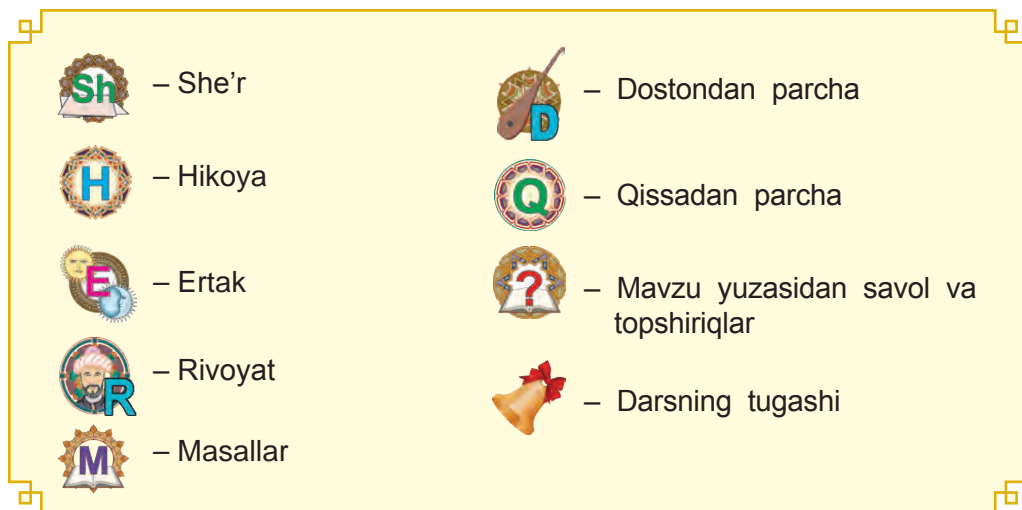 Sh – She’r
H – Hikoya
E – Ertak
R – Rivoyat
M – Masallar
D – Dostondan parcha
Q – Qissadan parcha
? – Mavzu yuzasidan savol va
topshiriqlar
– Darsning tugashi